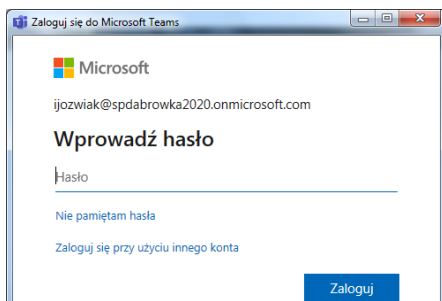 Zaloguj się do Microsoft Teams
Microsoft
ijozwiak@spdabrowka2020.onmicrosoft.com
Wprowadź hasło
Hasło
Nie pamiętam hasła
Zaloguj się przy użyciu innego konta
Zaloguj